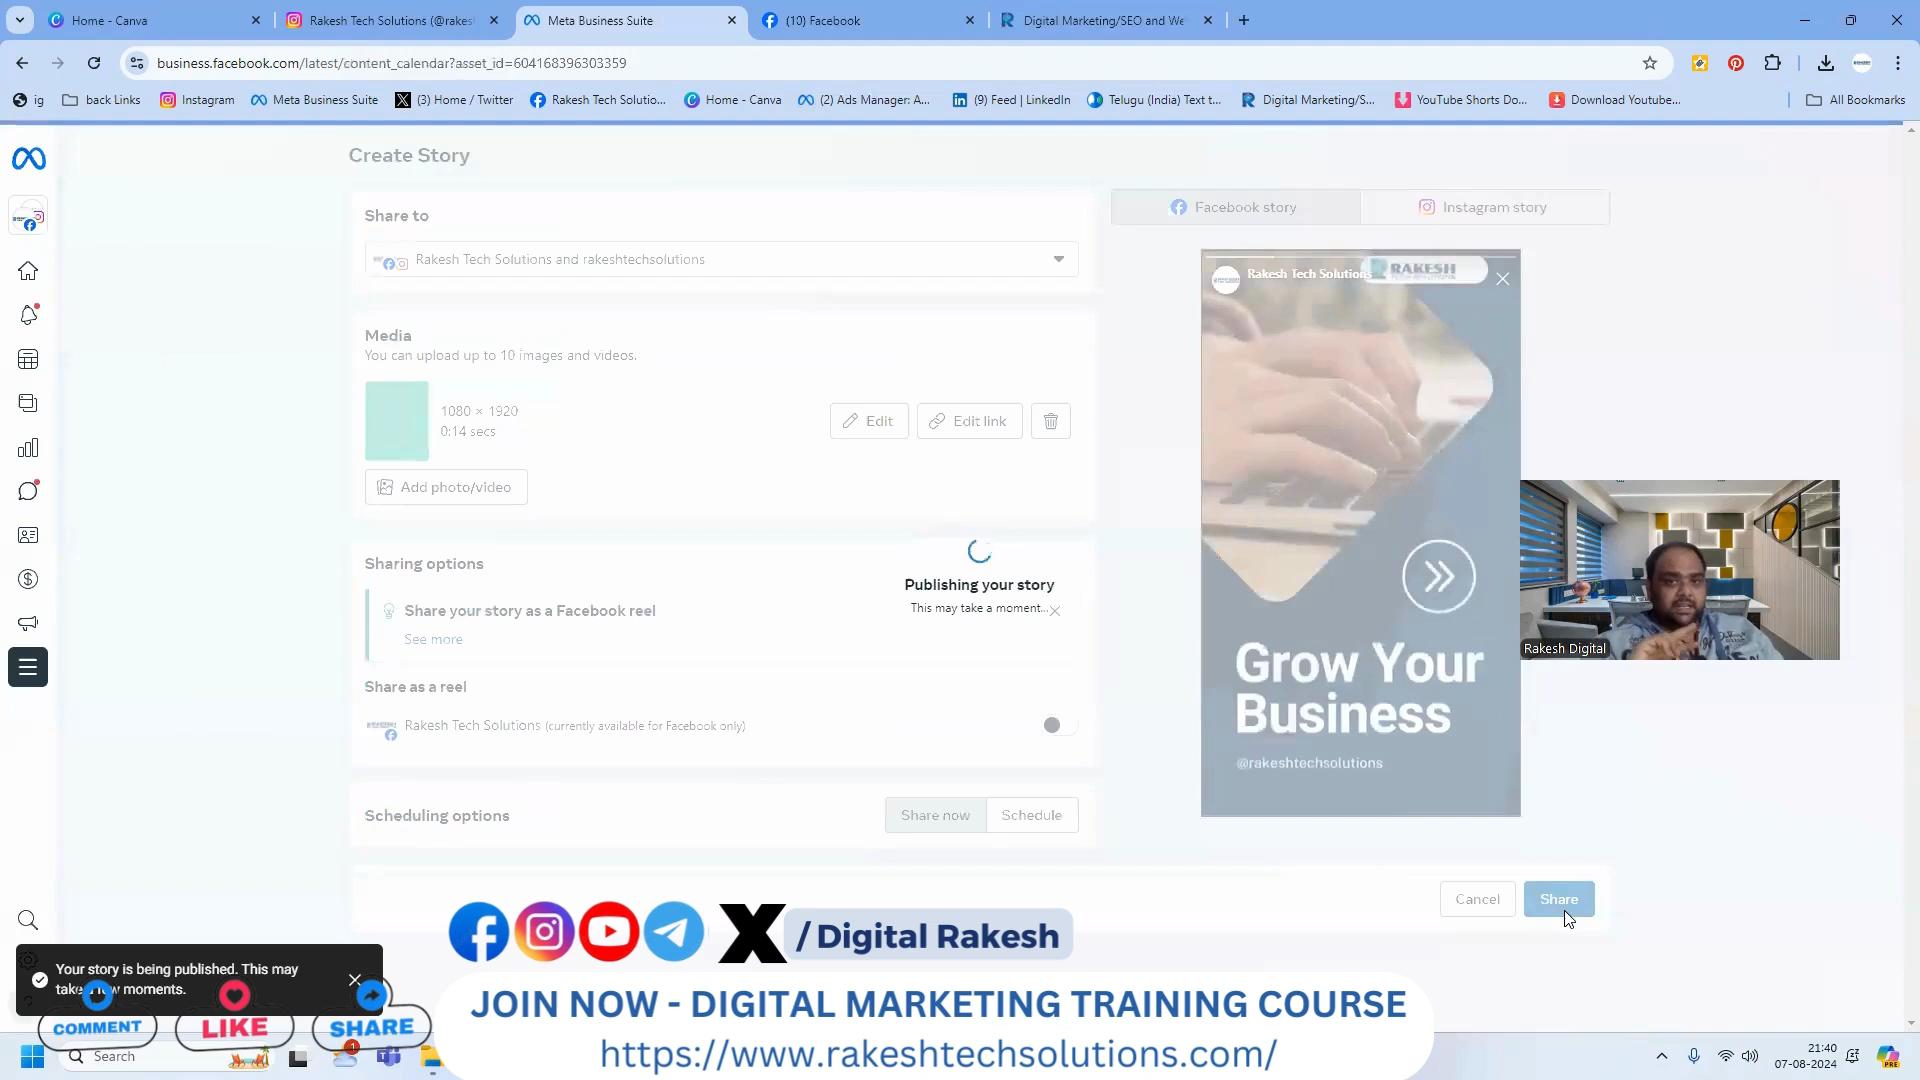 Home - Canva
Rakesh Tech Solutions (@rakes
Meta Business Suite
(10) Facebook
Digital Marketing/SEO and We
business.facebook.com/latest/content_calendar?asset_id=604168396303359
ig
back Links
Instagram
Meta Business Suite
(3) Home / Twitter
Rakesh Tech Solutio...
Home - Canva
(2) Ads Manager: A...
(9) Feed | LinkedIn
Telugu (India) Text t...
Digital Marketing/S...
YouTube Shorts Do...
Download Youtube...
All Bookmarks
Create Story
Share to
Rakesh Tech Solutions and rakeshtechsolutions
Media
You can upload up to 10 images and videos.
1080 × 1920
0:14 secs
Edit
Edit link
Add photo/video
Sharing options
Share your story as a Facebook reel
See more
Publishing your story
This may take a moment...
Share as a reel
Rakesh Tech Solutions (currently available for Facebook only)
Scheduling options
Share now
Schedule
Facebook story
Instagram story
Rakesh Tech Solutions
RAKESH
Grow Your
Business
@rakeshtechsolutions
Rakesh Digital
Cancel
Share
Your story is being published. This may
take a few moments.
COMMENT
LIKE
SHARE
/ Digital Rakesh
JOIN NOW - DIGITAL MARKETING TRAINING COURSE
https://www.rakeshtechsolutions.com/
Search
1
21:40
07-08-2024
PRE